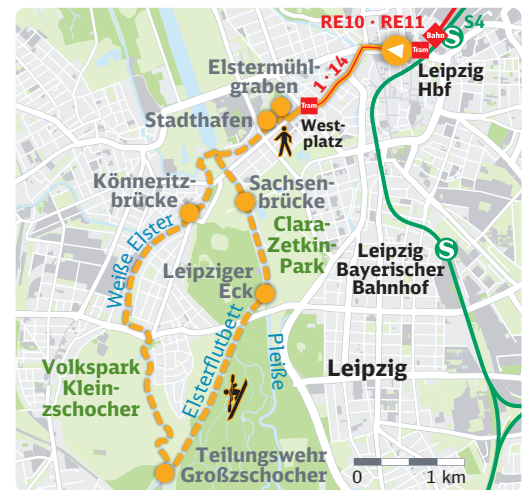 RE10 · RE11
Bahn
S S4
Tram
1 · 14
Leipzig
Hbf
Elstermühl-
graben
Tram
Stadthafen
West-
platz
Könneritz-
brücke
Sachsen-
brücke
Clara-
Zetkin-
Park
Weiße Elster
Leipziger
Eck
Leipzig
Bayerischer
Bahnhof
S
Elsterflutbett
Pleiße
Leipzig
Volkspark
Klein-
zschocher
Teilungswehr
Großzschocher
0 1 km